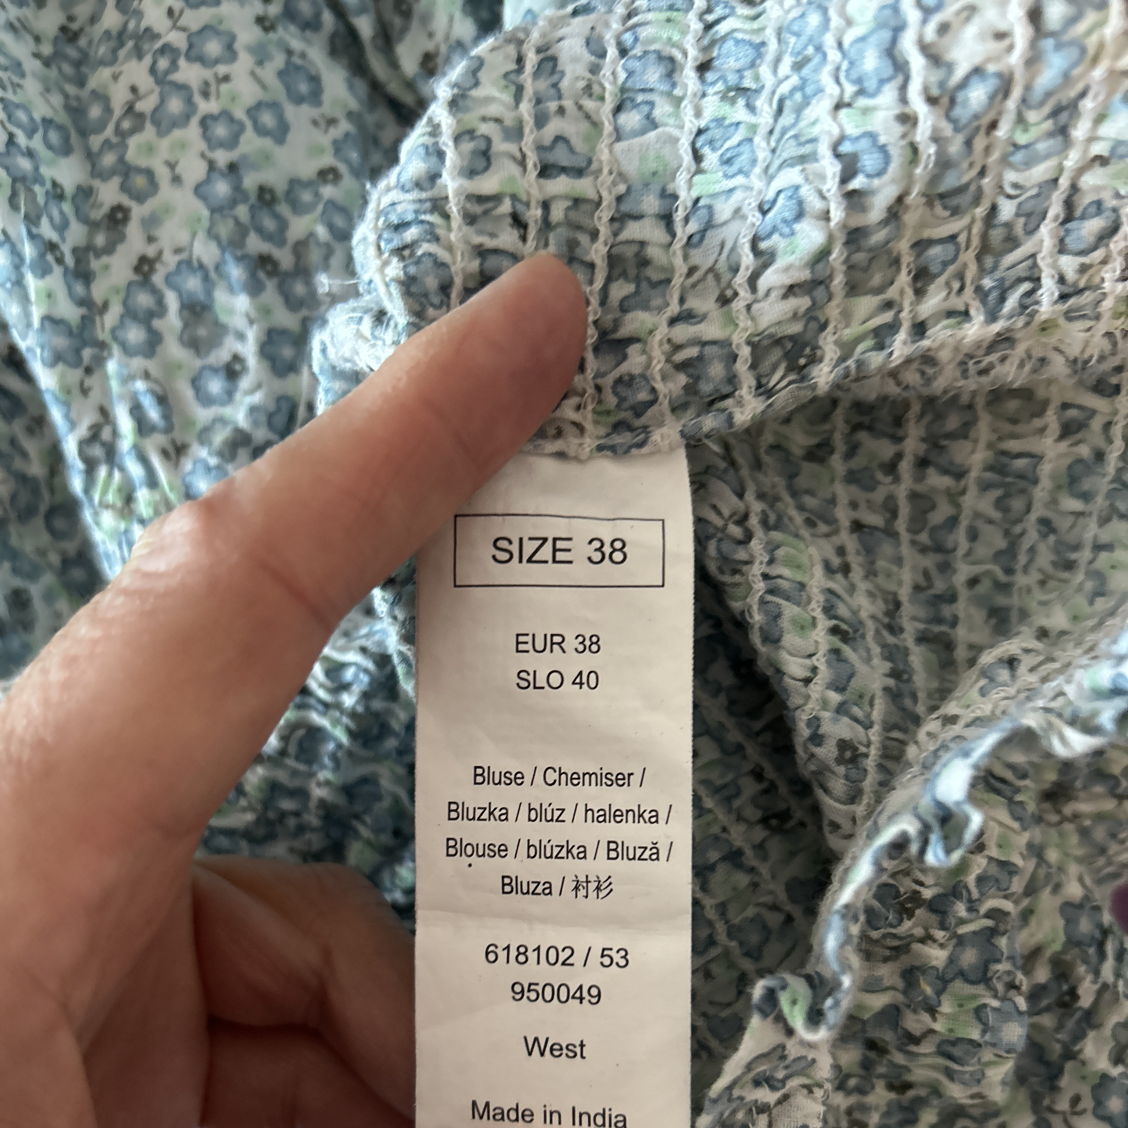 SIZE 38
EUR 38
SLO 40
Bluse / Chemiser /
Bluzka / blúz / halenka /
Blouse / blúzka / Bluză /
Bluza / 衬衫
618102 / 53
950049
West
Made in India